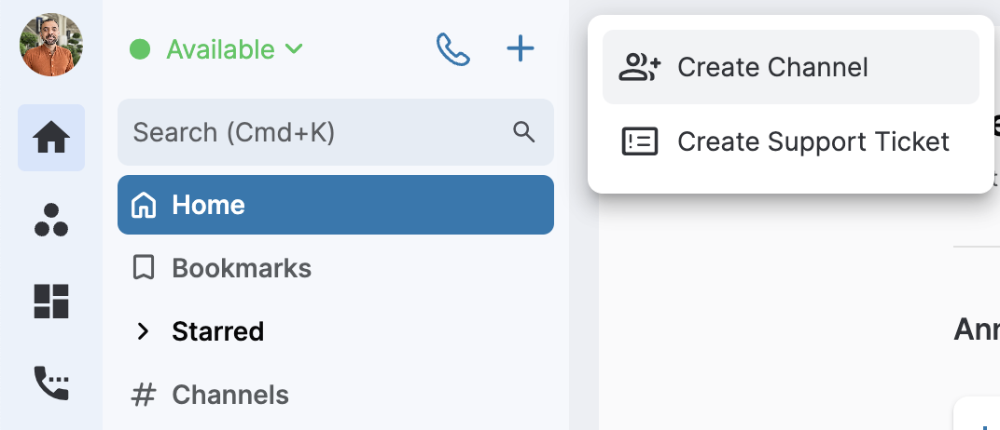 Available
Search (Cmd+K)
Home
Bookmarks
Starred
# Channels
Create Channel
Create Support Ticket